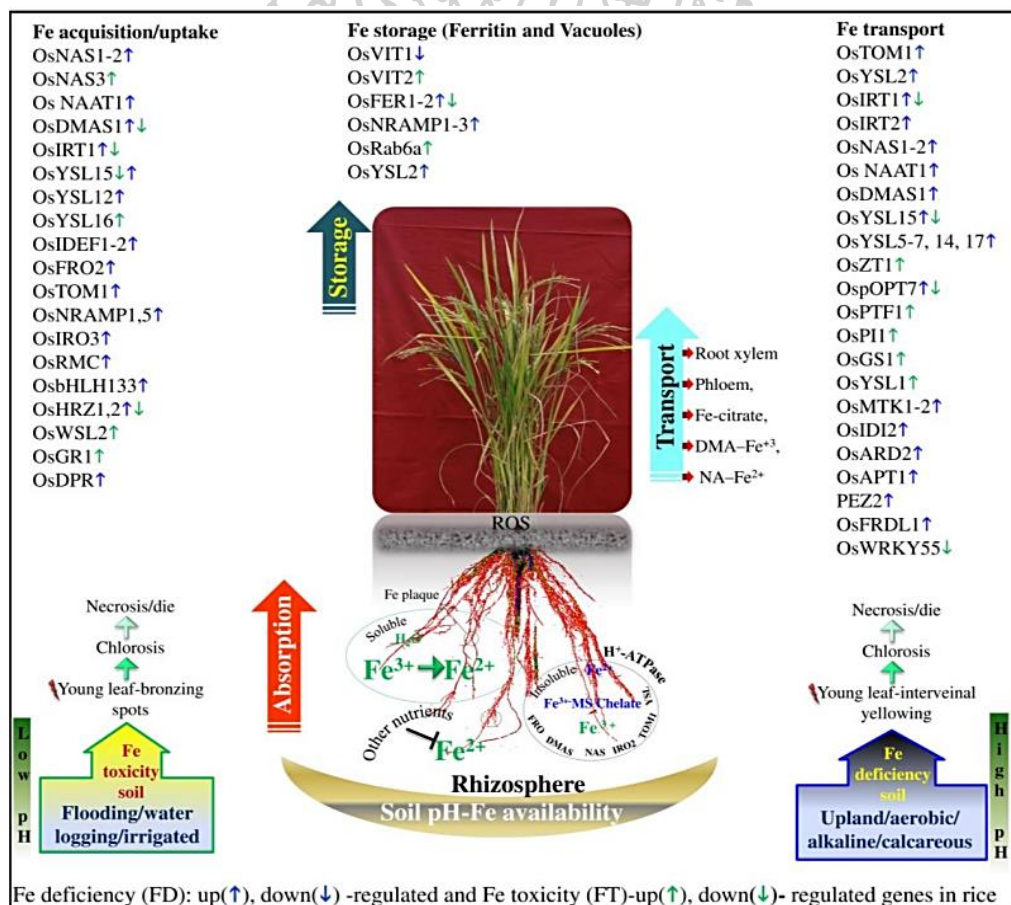 Fe acquisition/uptake
OsNAS1-2↑
OsNAS3↑
Os NAAT1↑
OsDMAS1↑↓
OsIRT1↑↓
OsYSL15↓↑
OsYSL12↑
OsYSL16↑
OsIDEF1-2↑
OsFRO2↑
OsTOM1↑
OsNRAMP1,5↑
OsIRO3↑
OsRMC↑
OsbHLH133↑
OsHRZ1,2↑↓
OsWSL2↑
OsGR1↑
OsDPR↑
Fe storage (Ferritin and Vacuoles)
OsVIT1↓
OsVIT2↑
OsFER1-2↑↓
OsNRAMP1-3↑
OsRab6a↑
OsYSL2↑
Fe transport
OsTOM1↑
OsYSL2↑
OsIRT1↑↓
OsIRT2↑
OsNAS1-2↑
Os NAAT1↑
OsDMAS1↑
OsYSL15↑↓
OsYSL5-7, 14, 17↑
OsZT1↑
OspOPT7↑↓
OsPTF1↑
OsPI1↑
OsGS1↑
OsYSL1↑
OsMTK1-2↑
OsIDI2↑
OsARD2↑
OsAPT1↑
PEZ2↑
OsFRDL1↑
OsWRKY55↓
Storage
Transport
Root xylem
Phloem,
Fe-citrate,
DMA–Fe⁺³,
NA–Fe²⁺
ROS
Absorption
Fe plaque
Soluble
Fe³⁺ → Fe²⁺
Other nutrients
Fe²⁺
H⁺-ATPase
Insoluble
Fe²⁺
Fe³⁺-MS Chelate
Fe³⁺
FRO DMAS NAS IRO2 TOM1 YSL
Rhizosphere
Soil pH-Fe availability
Necrosis/die
Chlorosis
Young leaf-bronzing
spots
Low pH
Fe
toxicity
soil
Flooding/water
logging/irrigated
Necrosis/die
Chlorosis
Young leaf-interveinal
yellowing
High pH
Fe
deficiency
soil
Upland/aerobic/
alkaline/calcareous
Fe deficiency (FD): up(↑), down(↓) -regulated and Fe toxicity (FT)-up(↑), down(↓)- regulated genes in rice